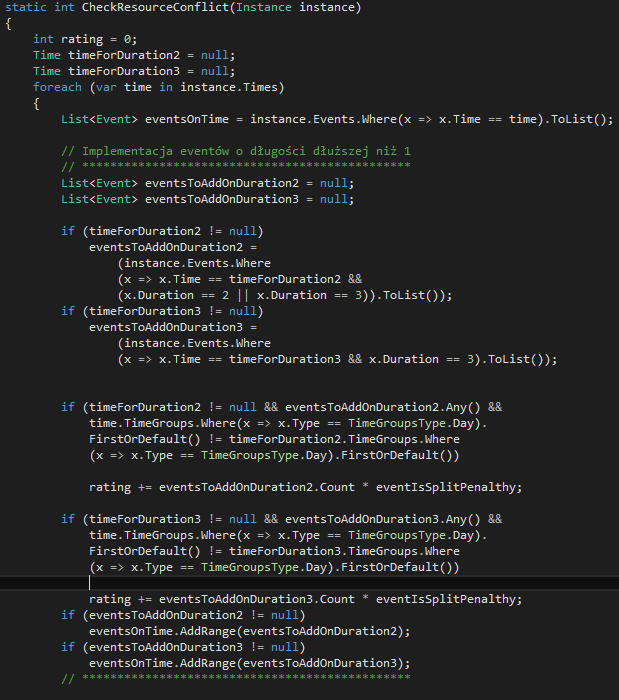 static int CheckResourceConflict(Instance instance)
{
    int rating = 0;
    Time timeForDuration2 = null;
    Time timeForDuration3 = null;
    foreach (var time in instance.Times)
    {
        List<Event> eventsOnTime = instance.Events.Where(x => x.Time == time).ToList();
        // Implementacja eventów o długości dłuższej niż 1
        // ***********************************************
        List<Event> eventsToAddOnDuration2 = null;
        List<Event> eventsToAddOnDuration3 = null;
        if (timeForDuration2 != null)
            eventsToAddOnDuration2 =
                (instance.Events.Where
                (x => x.Time == timeForDuration2 &&
                (x.Duration == 2 || x.Duration == 3)).ToList());
        if (timeForDuration3 != null)
            eventsToAddOnDuration3 =
                (instance.Events.Where
                (x => x.Time == timeForDuration3 && x.Duration == 3).ToList());
        if (timeForDuration2 != null && eventsToAddOnDuration2.Any() &&
            time.TimeGroups.Where(x => x.Type == TimeGroupsType.Day).
            FirstOrDefault() != timeForDuration2.TimeGroups.Where
            (x => x.Type == TimeGroupsType.Day).FirstOrDefault())
            rating += eventsToAddOnDuration2.Count * eventIsSplitPenalthy;
        if (timeForDuration3 != null && eventsToAddOnDuration3.Any() &&
            time.TimeGroups.Where(x => x.Type == TimeGroupsType.Day).
            FirstOrDefault() != timeForDuration3.TimeGroups.Where
            (x => x.Type == TimeGroupsType.Day).FirstOrDefault())
            rating += eventsToAddOnDuration3.Count * eventIsSplitPenalthy;
        if (eventsToAddOnDuration2 != null)
            eventsOnTime.AddRange(eventsToAddOnDuration2);
        if (eventsToAddOnDuration3 != null)
            eventsOnTime.AddRange(eventsToAddOnDuration3);
        // ***********************************************